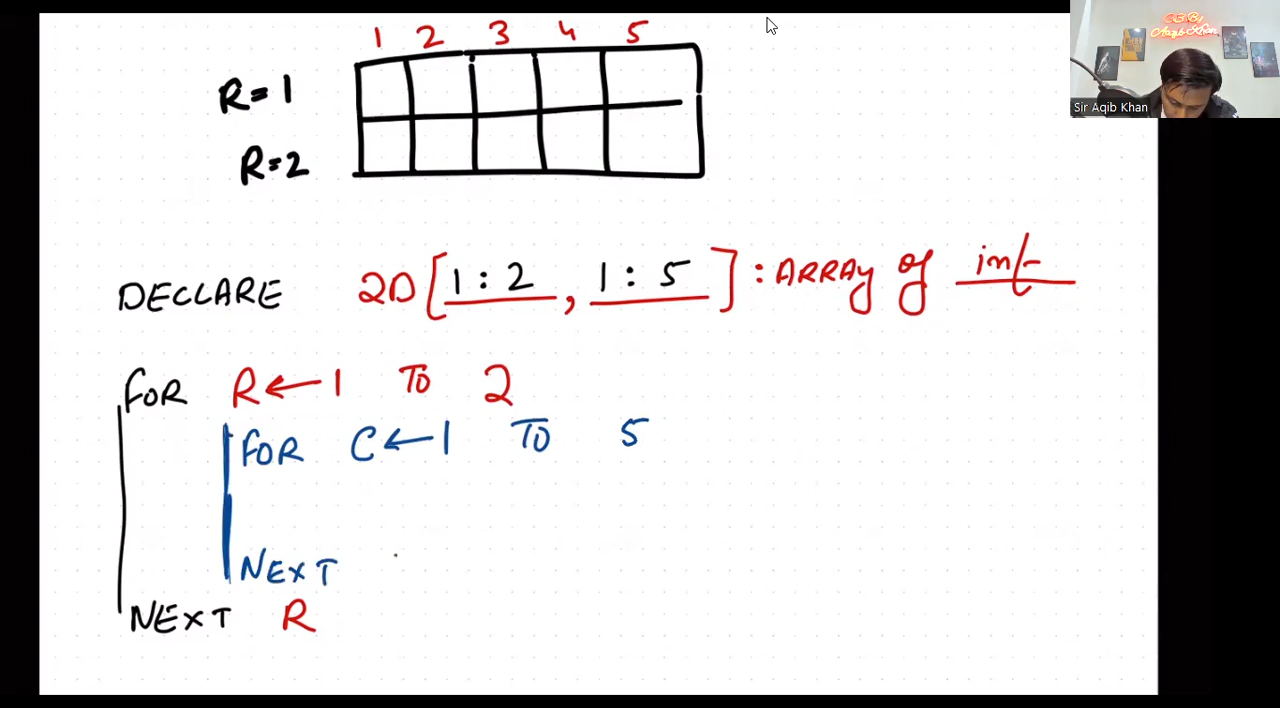 1 2 3 4 5
R=1
R=2
DECLARE 2D[1:2, 1:5]: ARRAY of int
FOR R←1 TO 2
FOR C←1 TO 5
NEXT
NEXT R
Sir Aqib Khan